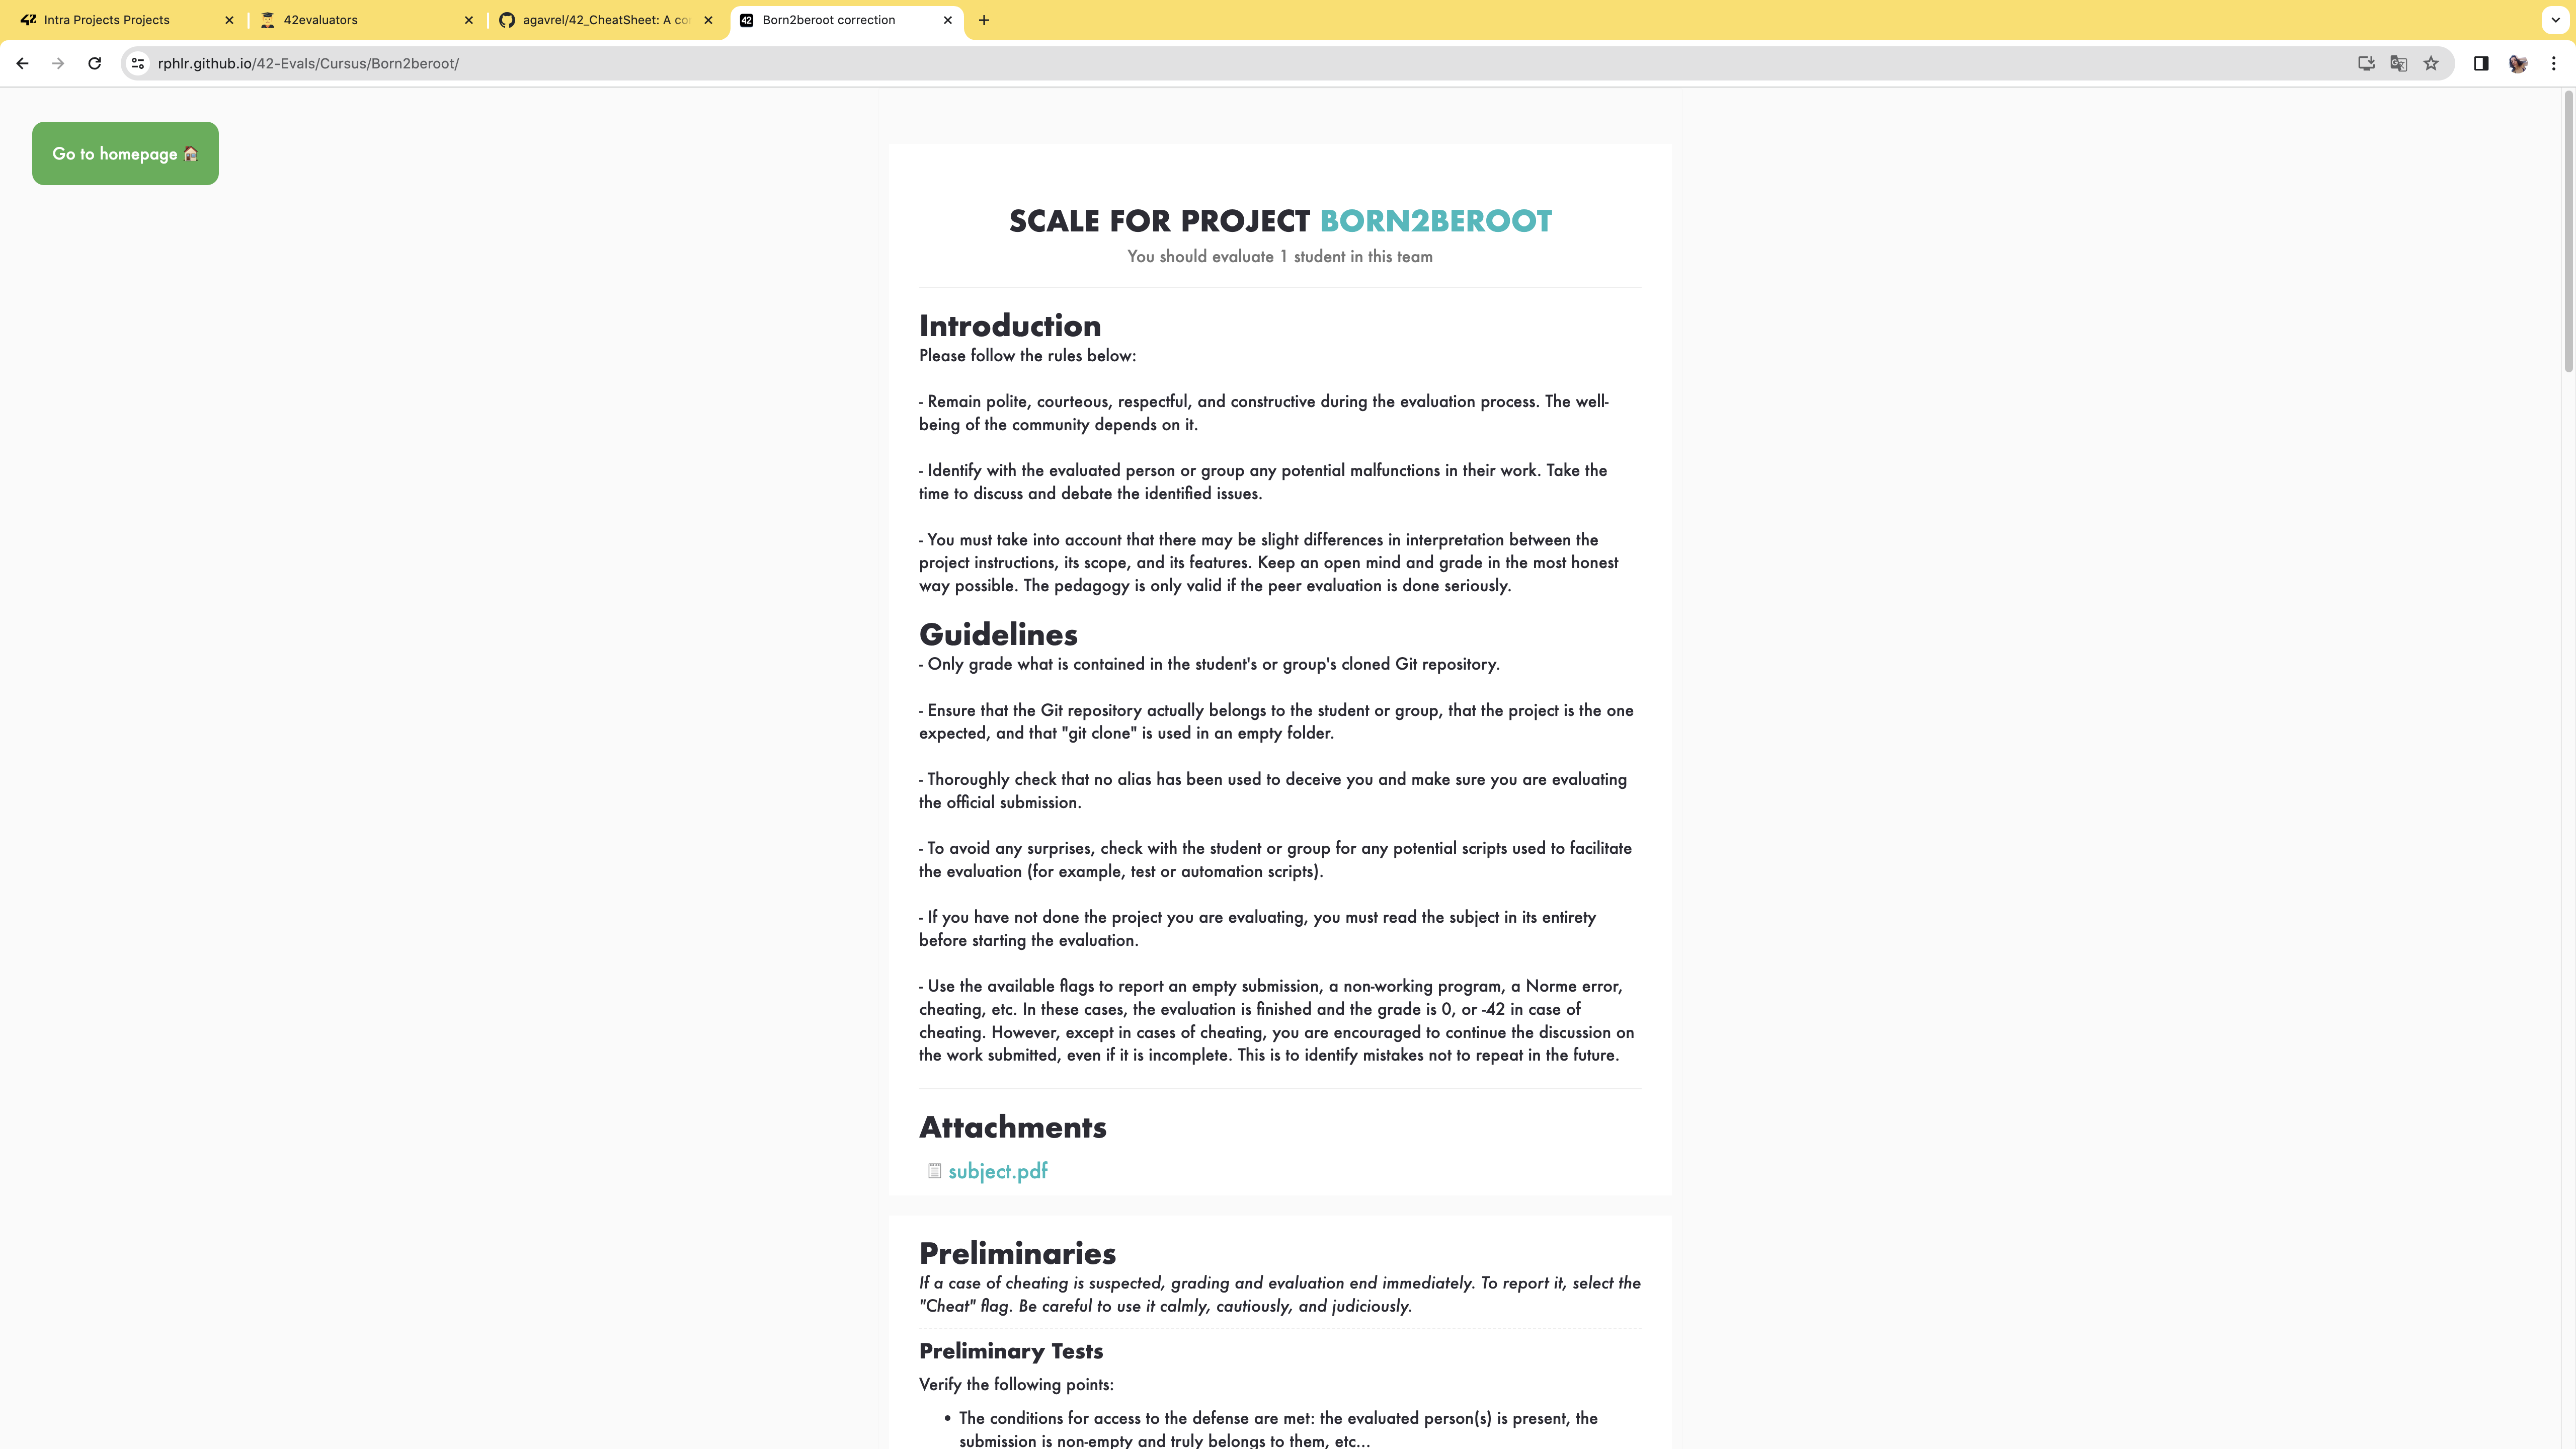 Intra Projects Projects
42evaluators
agavrel/42_CheatSheet: A co
42 Born2beroot correction
rphlr.github.io/42-Evals/Cursus/Born2beroot/
Go to homepage
SCALE FOR PROJECT BORN2BEROOT
You should evaluate 1 student in this team
Introduction
Please follow the rules below:
- Remain polite, courteous, respectful, and constructive during the evaluation process. The well-
being of the community depends on it.
- Identify with the evaluated person or group any potential malfunctions in their work. Take the
time to discuss and debate the identified issues.
- You must take into account that there may be slight differences in interpretation between the
project instructions, its scope, and its features. Keep an open mind and grade in the most honest
way possible. The pedagogy is only valid if the peer evaluation is done seriously.
Guidelines
- Only grade what is contained in the student's or group's cloned Git repository.
- Ensure that the Git repository actually belongs to the student or group, that the project is the one
expected, and that "git clone" is used in an empty folder.
- Thoroughly check that no alias has been used to deceive you and make sure you are evaluating
the official submission.
- To avoid any surprises, check with the student or group for any potential scripts used to facilitate
the evaluation (for example, test or automation scripts).
- If you have not done the project you are evaluating, you must read the subject in its entirety
before starting the evaluation.
- Use the available flags to report an empty submission, a non-working program, a Norme error,
cheating, etc. In these cases, the evaluation is finished and the grade is 0, or -42 in case of
cheating. However, except in cases of cheating, you are encouraged to continue the discussion on
the work submitted, even if it is incomplete. This is to identify mistakes not to repeat in the future.
Attachments
subject.pdf
Preliminaries
If a case of cheating is suspected, grading and evaluation end immediately. To report it, select the
"Cheat" flag. Be careful to use it calmly, cautiously, and judiciously.
Preliminary Tests
Verify the following points:
• The conditions for access to the defense are met: the evaluated person(s) is present, the
submission is non-empty and truly belongs to them, etc...